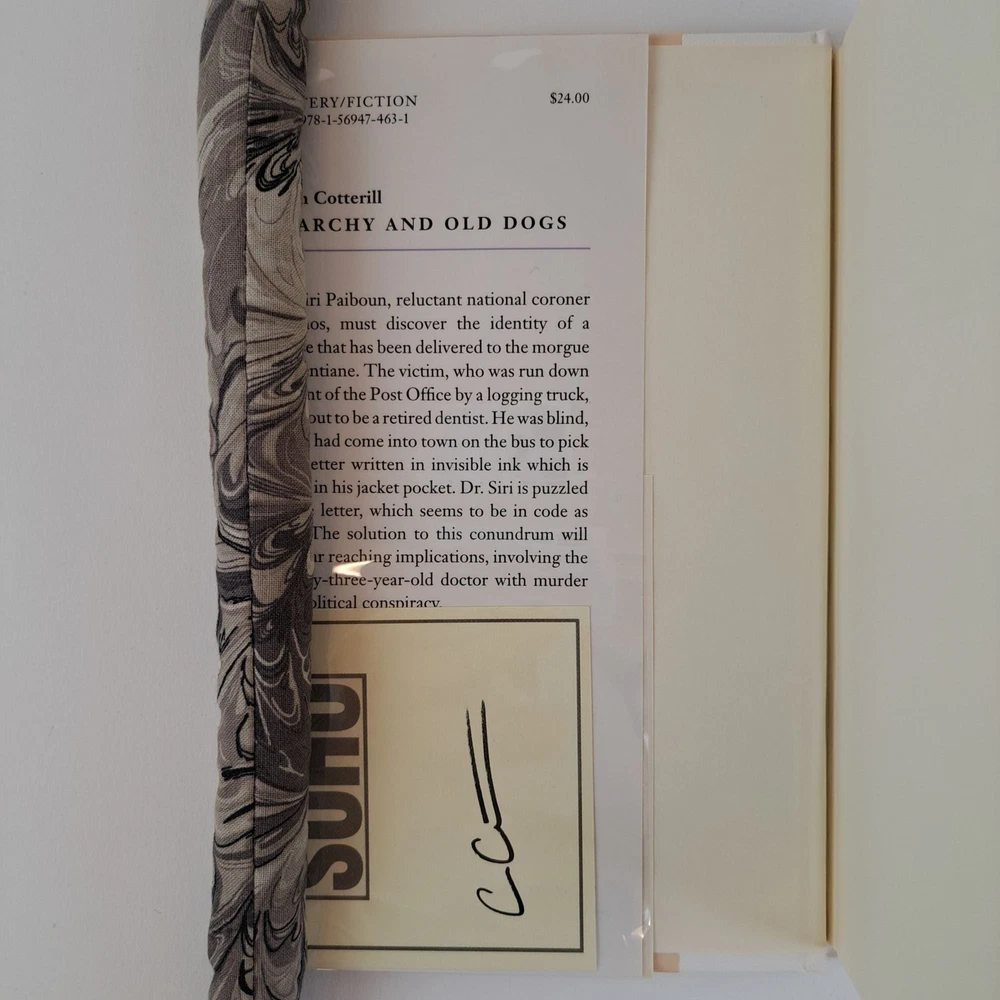 ERY/FICTION $24.00
978-1-56947-463-1
n Cotterill
ARCHY AND OLD DOGS
iri Paiboun, reluctant national coroner
os, must discover the identity of a
e that has been delivered to the morgue
ntiane. The victim, who was run down
nt of the Post Office by a logging truck,
out to be a retired dentist. He was blind,
had come into town on the bus to pick
etter written in invisible ink which is
in his jacket pocket. Dr. Siri is puzzled
letter, which seems to be in code as
The solution to this conundrum will
ar reaching implications, involving the
y-three-year-old doctor with murder
olitical conspiracy.
SOHO